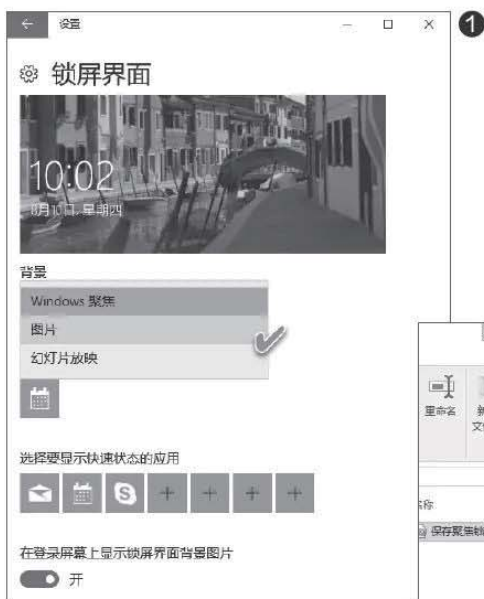 设置
❶
锁屏界面
10:02
8月10日, 星期四
背景
Windows 聚焦
图片
幻灯片放映
选择要显示快速状态的应用
在登录屏幕上显示锁屏界面背景图片
开
重命名
保存聚焦